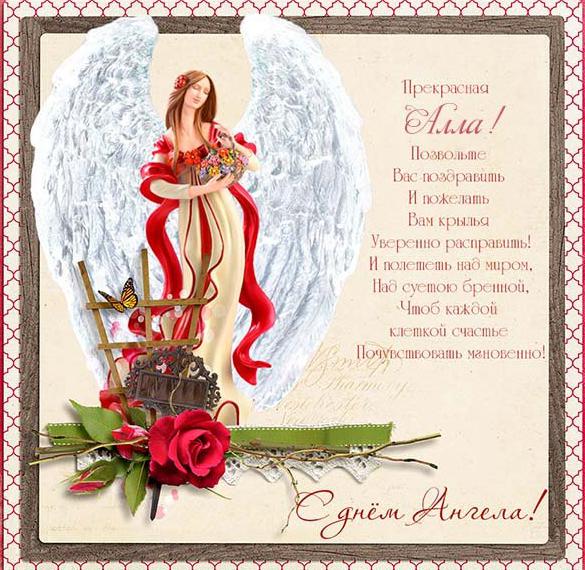 Прекрасная
Алла!
Позвольте
Вас поздравить
И пожелать
Вам крылья
Уверенно расправить!
И полететь над миром,
Над суетою бренной,
Чтоб каждой
клеткой счастье
Почувствовать мгновенно!
С днём Ангела!